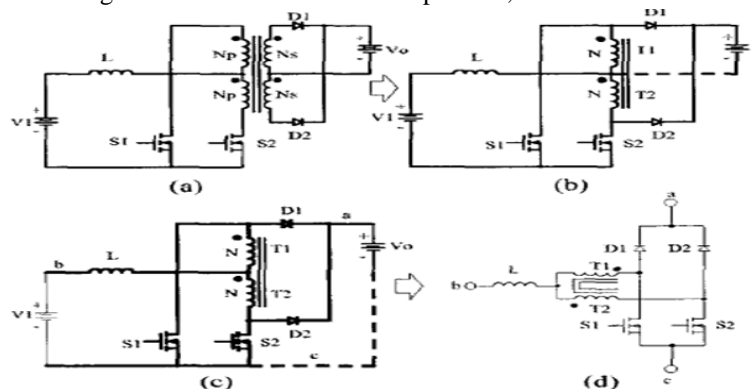 D1
Np
Ns
+
Vo
-
L
Np
Ns
+
V1
-
D2
S1
S2
(a)
D1
+
-
L
N
T1
N
T2
+
V1
-
D2
S1
S2
(b)
D1
a
+
Vo
-
b
L
N
T1
N
T2
+
V1
-
D2
S1
S2
c
(c)
a
D1
D2
L
T1
b
T2
S1
S2
c
(d)